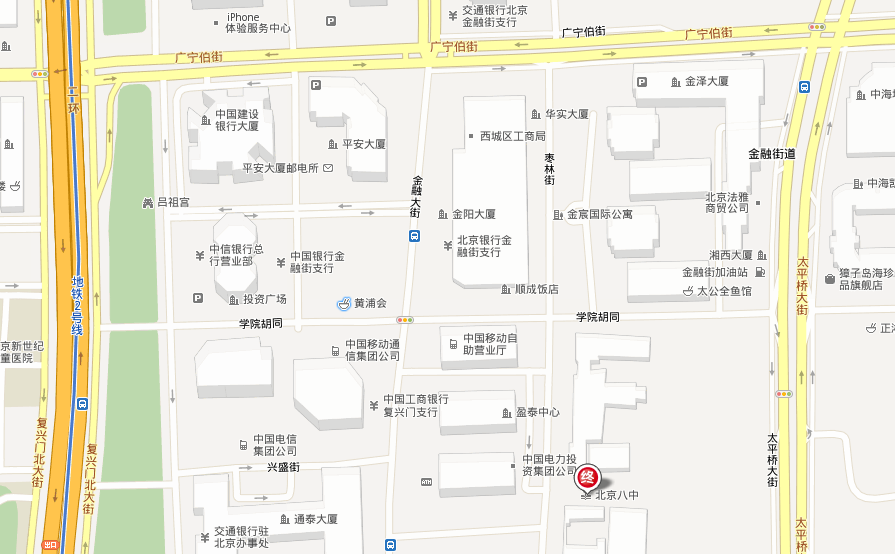 iPhone
体验服务中心
P
交通银行北京
金融街支行
广宁伯街
广宁伯街
广宁伯街
广宁伯街
二环
P
P
金泽大厦
中国建设
银行大厦
华实大厦
西城区工商局
平安大厦
金融街道
枣林街
平安大厦邮电所
金融大街
吕祖宫
北京法雅
商贸公司
金阳大厦
金宸国际公寓
中信银行总
行营业部
中国银行金
融街支行
北京银行金
融街支行
湘西大厦
金融街加油站
太公全鱼馆
太平桥大街
獐子岛海珍
品旗舰店
P
投资广场
黄浦会
顺成饭店
地铁2号线
学院胡同
学院胡同
京新世纪
童医院
中国移动通
信集团公司
中国移动自
助营业厅
中国工商银行
复兴门支行
盈泰中心
复兴门北大街
复兴门北大街
中国电信
集团公司
兴盛街
中国电力投
资集团公司
终
北京八中
太平桥大街
太平桥
通泰大厦
交通银行驻
北京办事处
出口